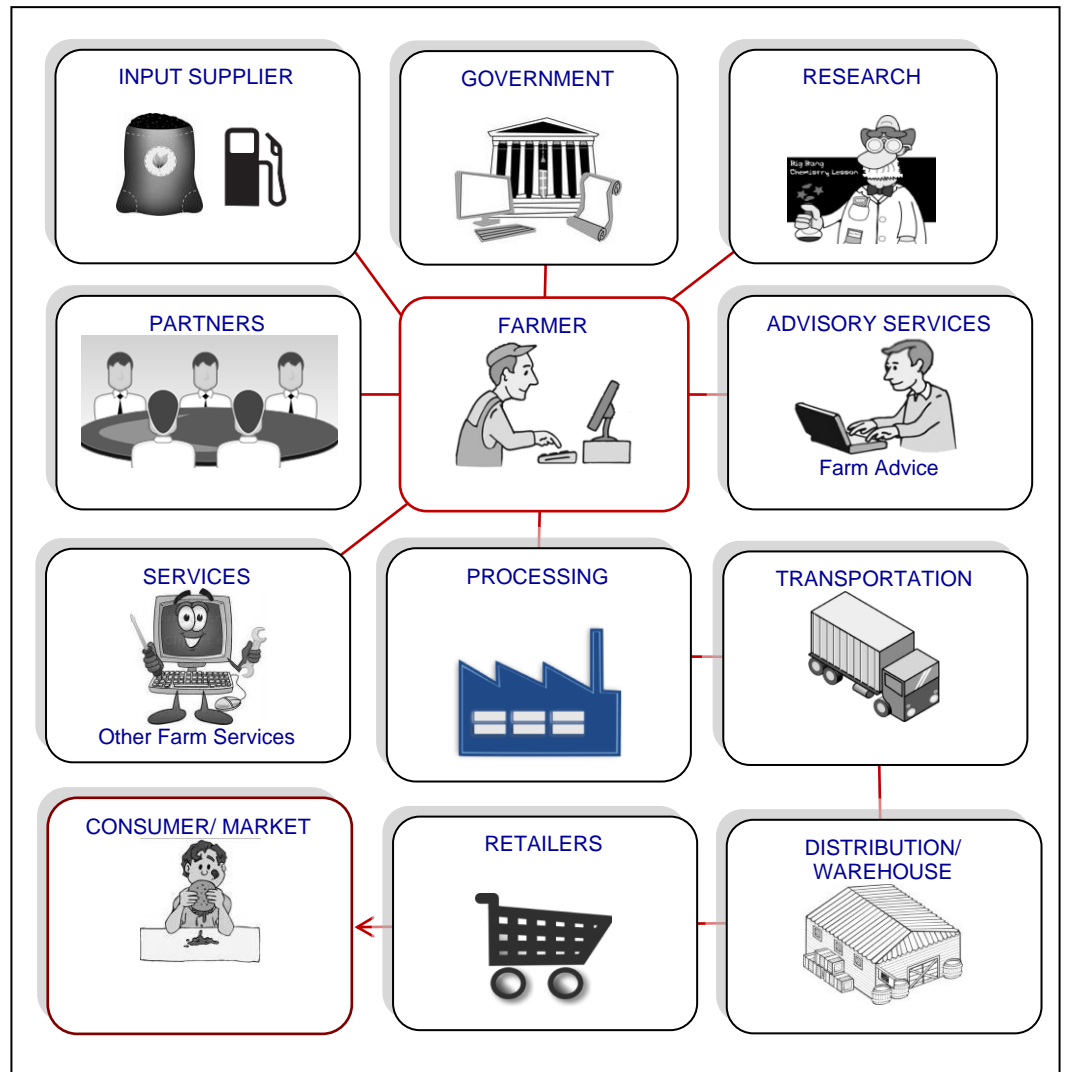 INPUT SUPPLIER
GOVERNMENT
RESEARCH
Big Bang
Chemistry Lesson
PARTNERS
FARMER
ADVISORY SERVICES
Farm Advice
SERVICES
Other Farm Services
PROCESSING
TRANSPORTATION
CONSUMER/ MARKET
RETAILERS
DISTRIBUTION/
WAREHOUSE